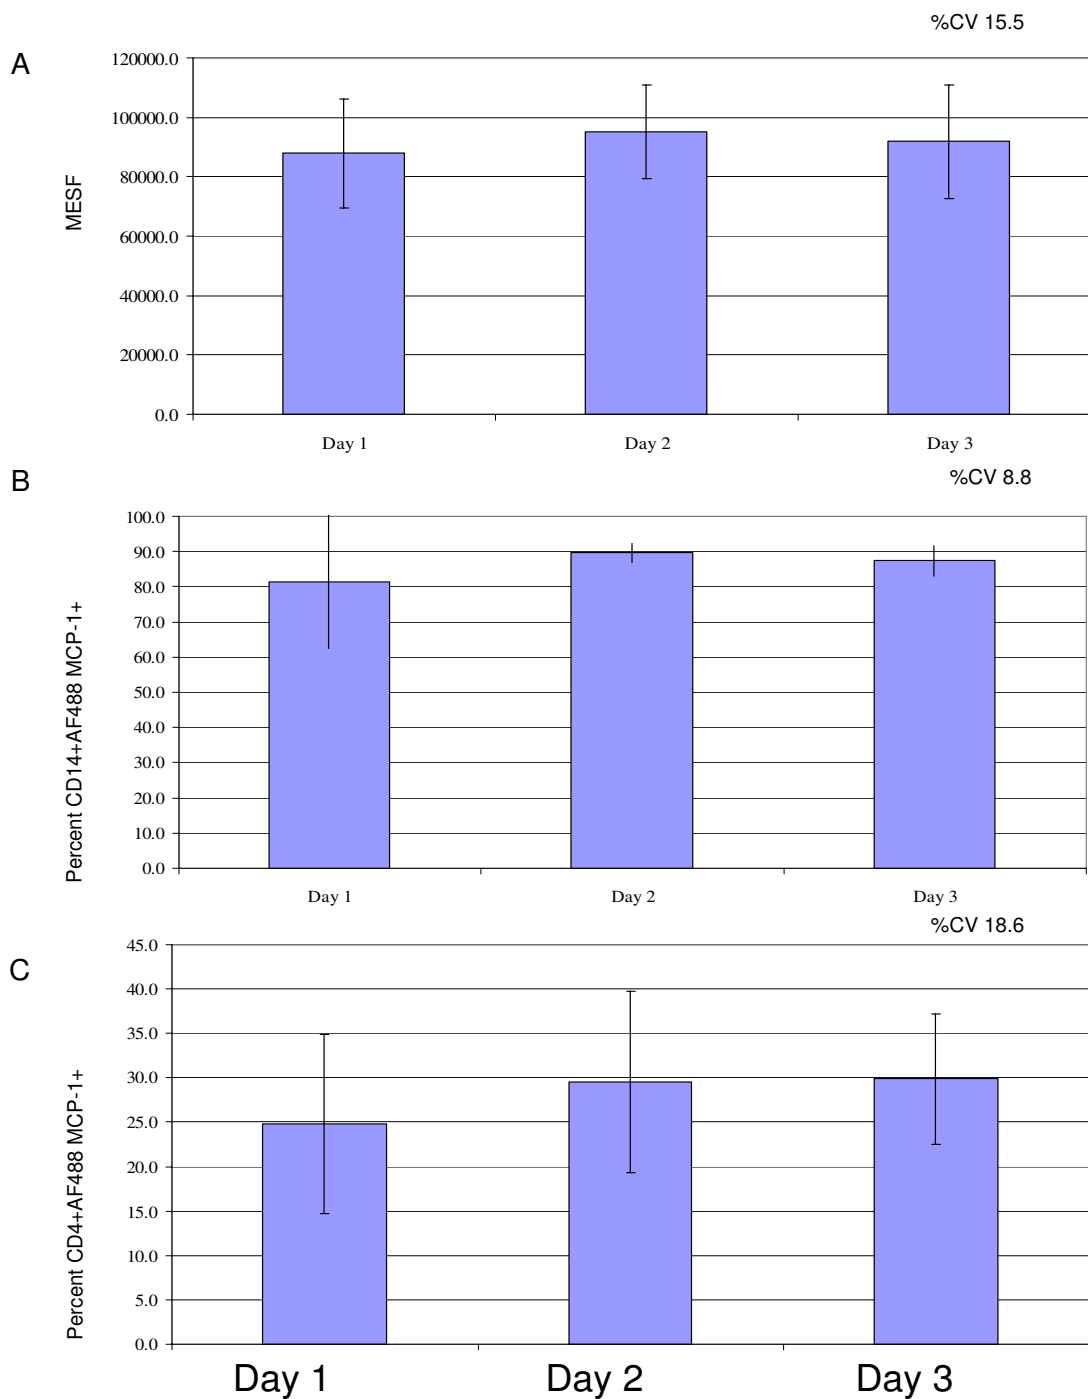 %CV 15.5
A
120000.0
100000.0
80000.0
60000.0
40000.0
20000.0
0.0
MESF
Day 1 Day 2 Day 3
B
%CV 8.8
100.0
90.0
80.0
70.0
60.0
50.0
40.0
30.0
20.0
10.0
0.0
Percent CD14+AF488 MCP-1+
Day 1 Day 2 Day 3
%CV 18.6
C
45.0
40.0
35.0
30.0
25.0
20.0
15.0
10.0
5.0
0.0
Percent CD4+AF488 MCP-1+
Day 1 Day 2 Day 3